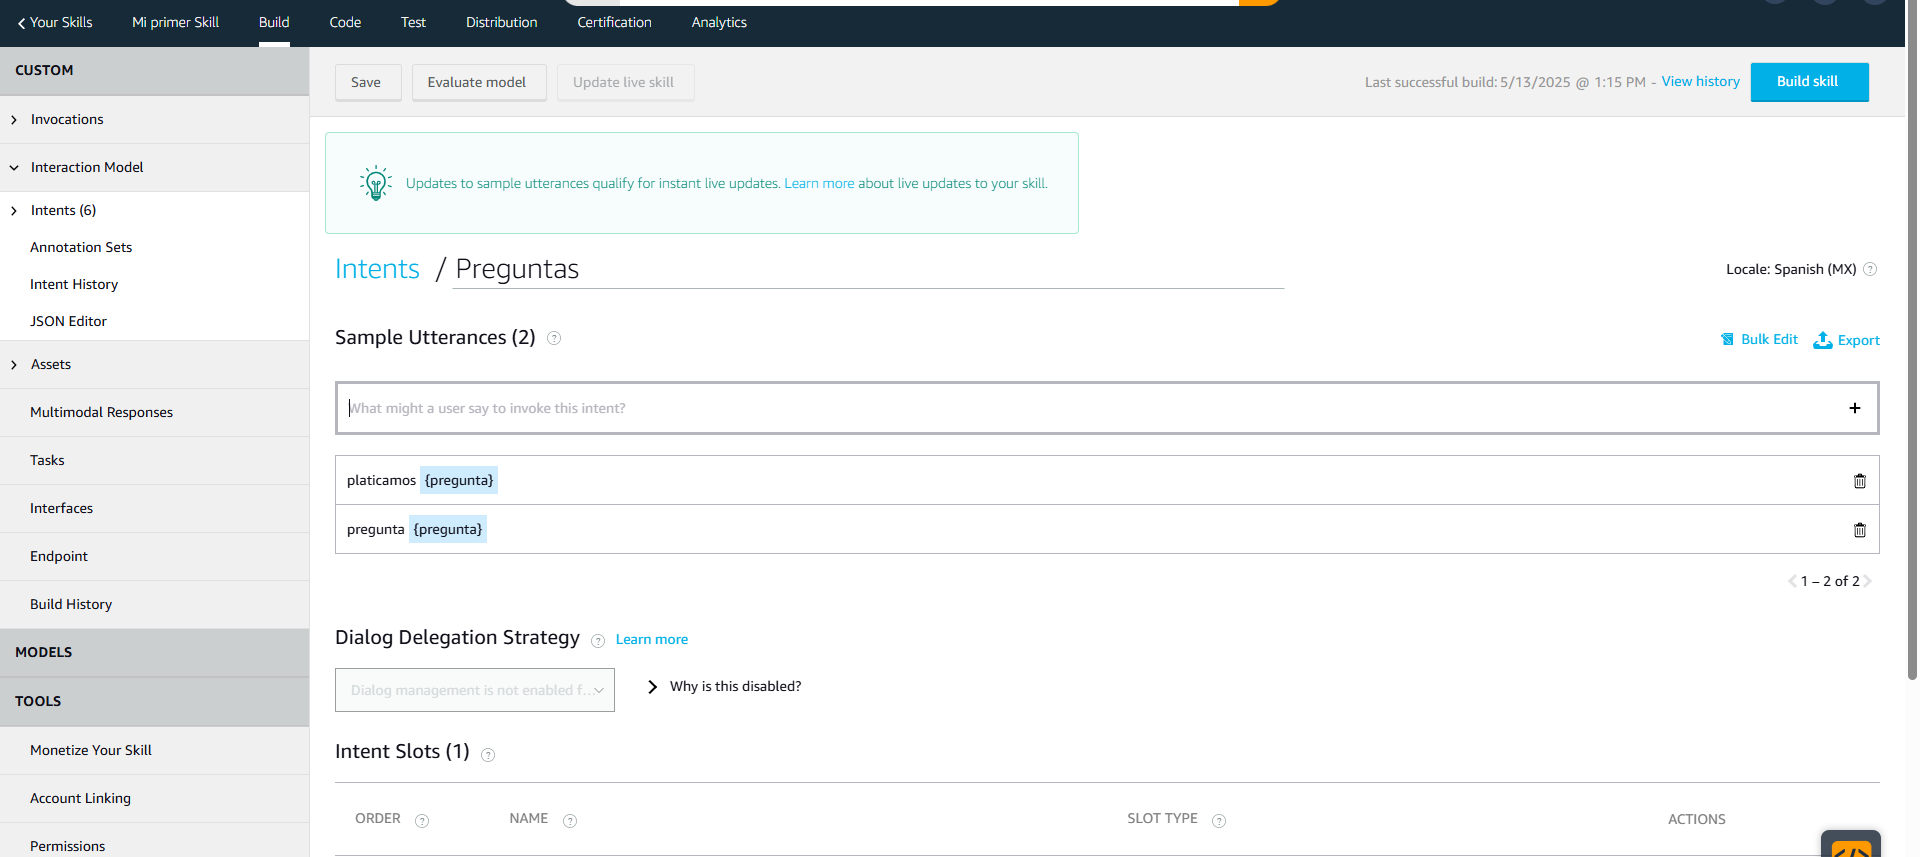 Your Skills
Mi primer Skill
Build
Code
Test
Distribution
Certification
Analytics
CUSTOM
Invocations
Interaction Model
Intents (6)
Annotation Sets
Intent History
JSON Editor
Assets
Multimodal Responses
Tasks
Interfaces
Endpoint
Build History
MODELS
TOOLS
Monetize Your Skill
Account Linking
Permissions
Save
Evaluate model
Update live skill
Last successful build: 5/13/2025 @ 1:15 PM - View history
Build skill
Updates to sample utterances qualify for instant live updates. Learn more about live updates to your skill.
Intents / Preguntas
Locale: Spanish (MX) ?
Sample Utterances (2) ?
Bulk Edit
Export
What might a user say to invoke this intent?
platicamos {pregunta}
pregunta {pregunta}
1 – 2 of 2
Dialog Delegation Strategy ? Learn more
Dialog management is not enabled f...
Why is this disabled?
Intent Slots (1) ?
ORDER ?
NAME ?
SLOT TYPE ?
ACTIONS